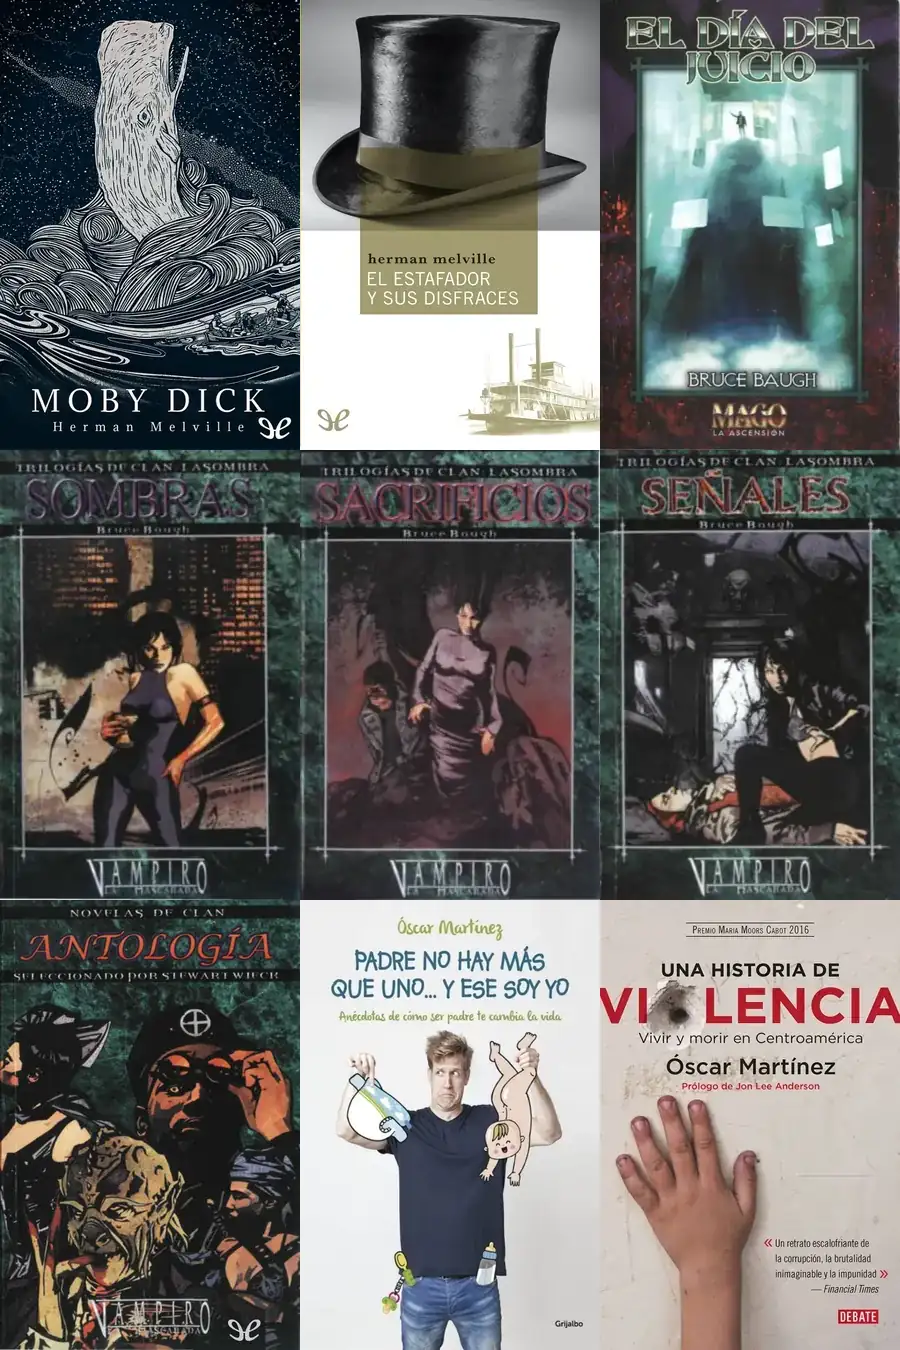 MOBY DICK
Herman Melville
herman melville
EL ESTAFADOR
Y SUS DISFRACES
EL DÍA DEL
JUICIO
BRUCE BAUGH
MAGO
LA ASCENSIÓN
TRILOGÍAS DE CLAN: LASOMBRA
SOMBRAS
Bruce Baugh
VAMPIRO
LA MASCARADA
TRILOGÍAS DE CLAN: LASOMBRA
SACRIFICIOS
Bruce Baugh
VAMPIRO
LA MASCARADA
TRILOGÍAS DE CLAN: LASOMBRA
SEÑALES
Bruce Baugh
VAMPIRO
LA MASCARADA
NOVELAS DE CLAN
ANTOLOGÍA
SELECCIONADO POR STEWART WIECK
VAMPIRO
LA MASCARADA
Óscar Martínez
PADRE NO HAY MÁS
QUE UNO... Y ESE SOY YO
Anécdotas de cómo ser padre te cambia la vida
Grijalbo
PREMIO MARIA MOORS CABOT 2016
UNA HISTORIA DE
VIOLENCIA
Vivir y morir en Centroamérica
Óscar Martínez
Prólogo de Jon Lee Anderson
« Un retrato escalofriante de
la corrupción, la brutalidad
inimaginable y la impunidad »
— Financial Times
DEBATE